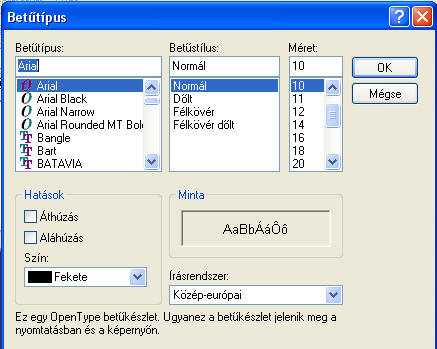 Betűtípus
Betűtípus:
Arial
Arial
Arial Black
Arial Narrow
Arial Rounded MT Bol
Bangle
Bart
BATAVIA
Betűstílus:
Normál
Normál
Dőlt
Félkövér
Félkövér dőlt
Méret:
10
10
11
12
14
16
18
20
OK
Mégse
Hatások
Áthúzás
Aláhúzás
Szín:
Fekete
Minta
AaBbÁáÔô
Írásrendszer:
Közép-európai
Ez egy OpenType betűkészlet. Ugyanez a betűkészlet jelenik meg a
nyomtatásban és a képernyőn.